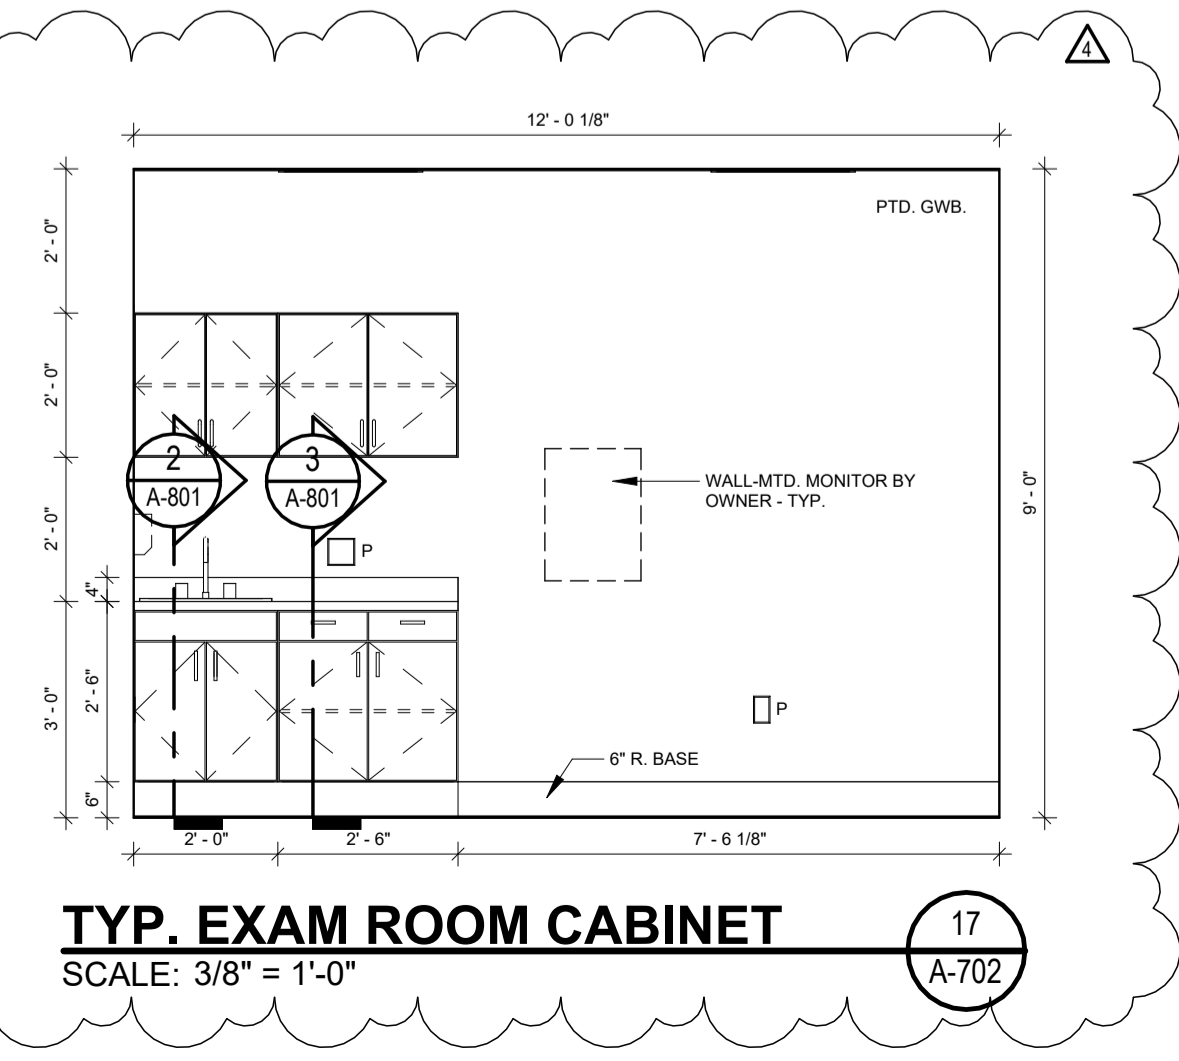 4
12' - 0 1/8"
PTD. GWB.
2' - 0"
2' - 0"
2' - 0"
3' - 0"
4"
2' - 6"
6"
9' - 0"
2
A-801
3
A-801
P
WALL-MTD. MONITOR BY
OWNER - TYP.
P
6" R. BASE
2' - 0"
2' - 6"
7' - 6 1/8"
TYP. EXAM ROOM CABINET
SCALE: 3/8" = 1'-0"
17
A-702